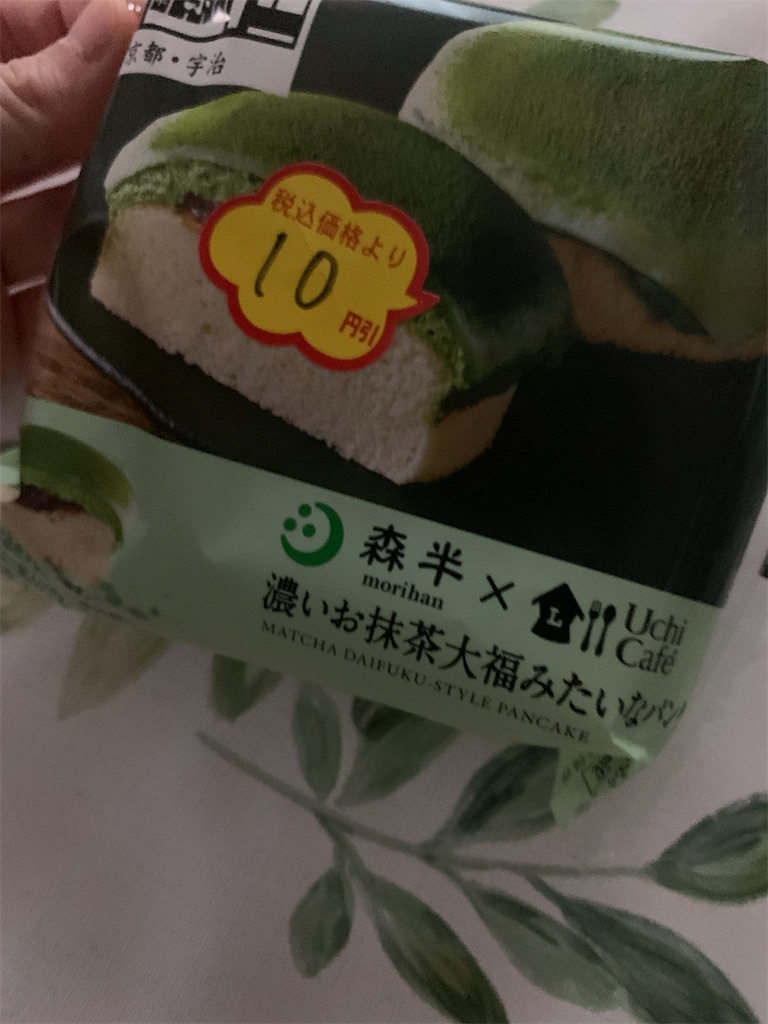 京都・宇治
税込価格より
10
円引
森半 × Uchi
morihan Café
L
濃いお抹茶大福みたいなパン
MATCHA DAIFUKU-STYLE PANCAKE